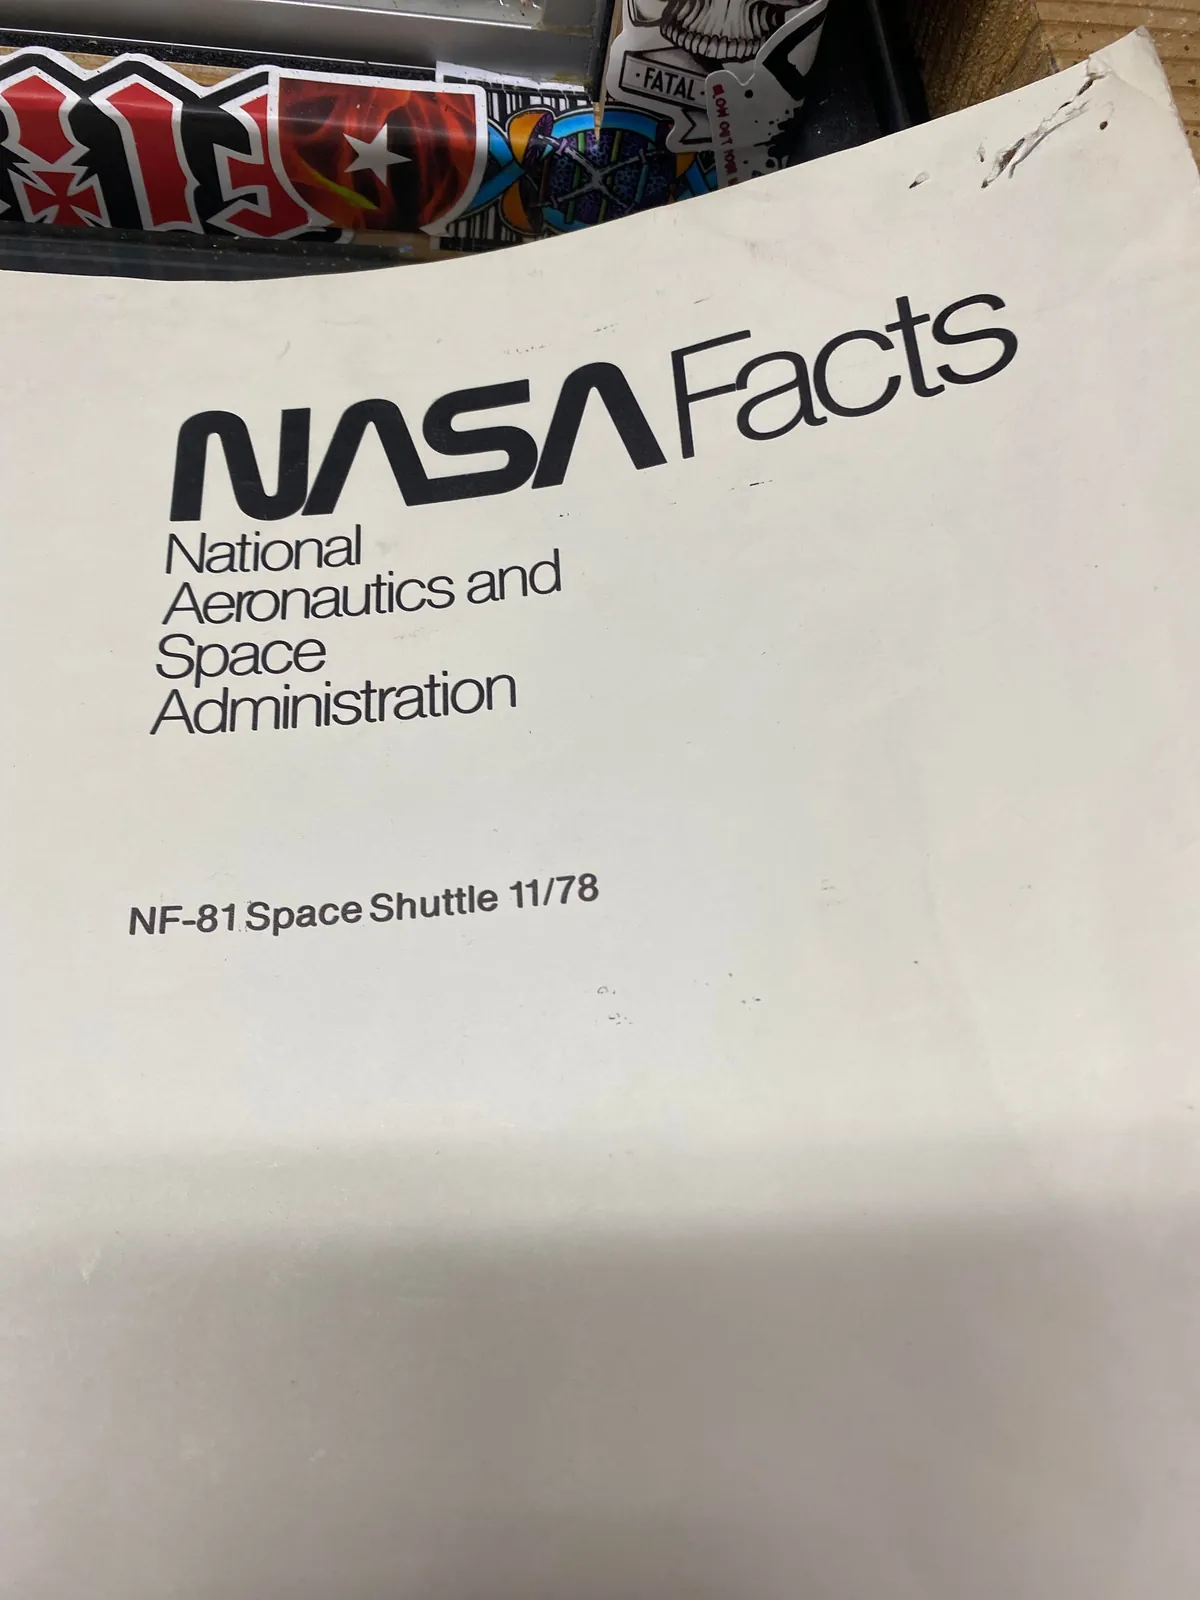 FATAL
NASA Facts
National
Aeronautics and
Space
Administration
NF-81 Space Shuttle 11/78